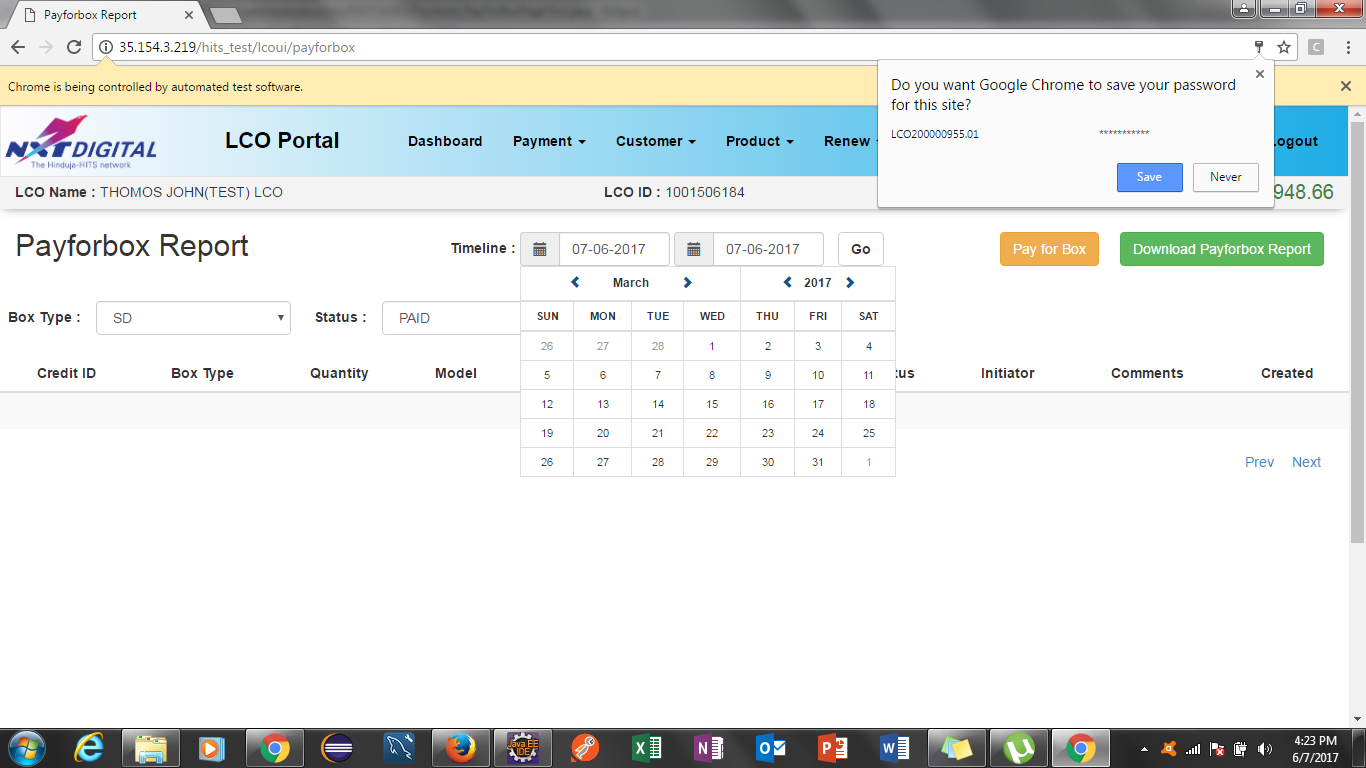 Payforbox Report
35.154.3.219/hits_test/lcoui/payforbox
C
Chrome is being controlled by automated test software.
Do you want Google Chrome to save your password
for this site?
LCO200000955.01 ***********
Save Never
NXTDIGITAL
The Hinduja-HITS network
LCO Portal Dashboard Payment Customer Product Renew Logout
LCO Name : THOMOS JOHN(TEST) LCO LCO ID : 1001506184 948.66
Payforbox Report Timeline : 07-06-2017 07-06-2017 Go Pay for Box Download Payforbox Report
March 2017
Box Type : SD Status : PAID
SUN MON TUE WED THU FRI SAT
26 27 28 1 2 3 4
Credit ID Box Type Quantity Model tus Initiator Comments Created
5 6 7 8 9 10 11
12 13 14 15 16 17 18
19 20 21 22 23 24 25
26 27 28 29 30 31 1
Prev Next
Java EE
IDE
4:23 PM
6/7/2017